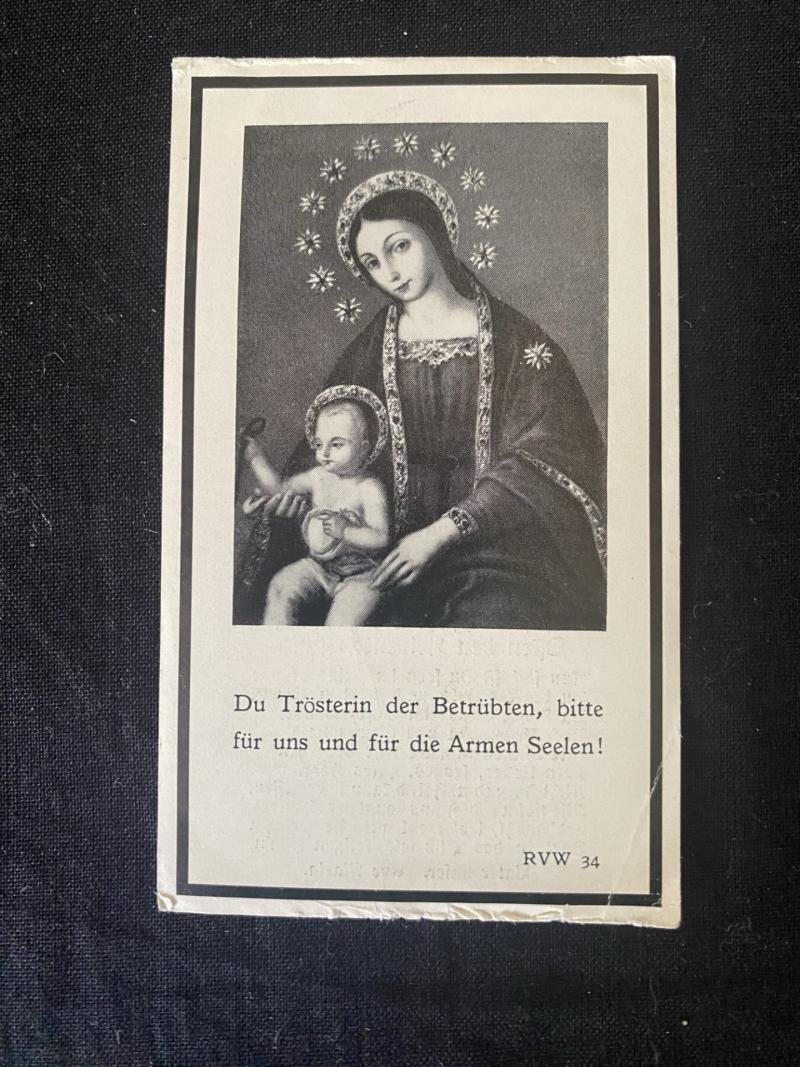 Du Trösterin der Betrübten, bitte
für uns und für die Armen Seelen!
RVW 34